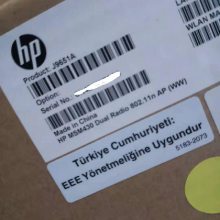 hp
Product: J9651A
Option:
Serial No.
Made in China
HP MSM430 Dual Radio 802.11n AP (WW)
WLAN
Türkiye Cumhuriyeti:
EEE Yönetmeliğine Uygundur
5183-2073